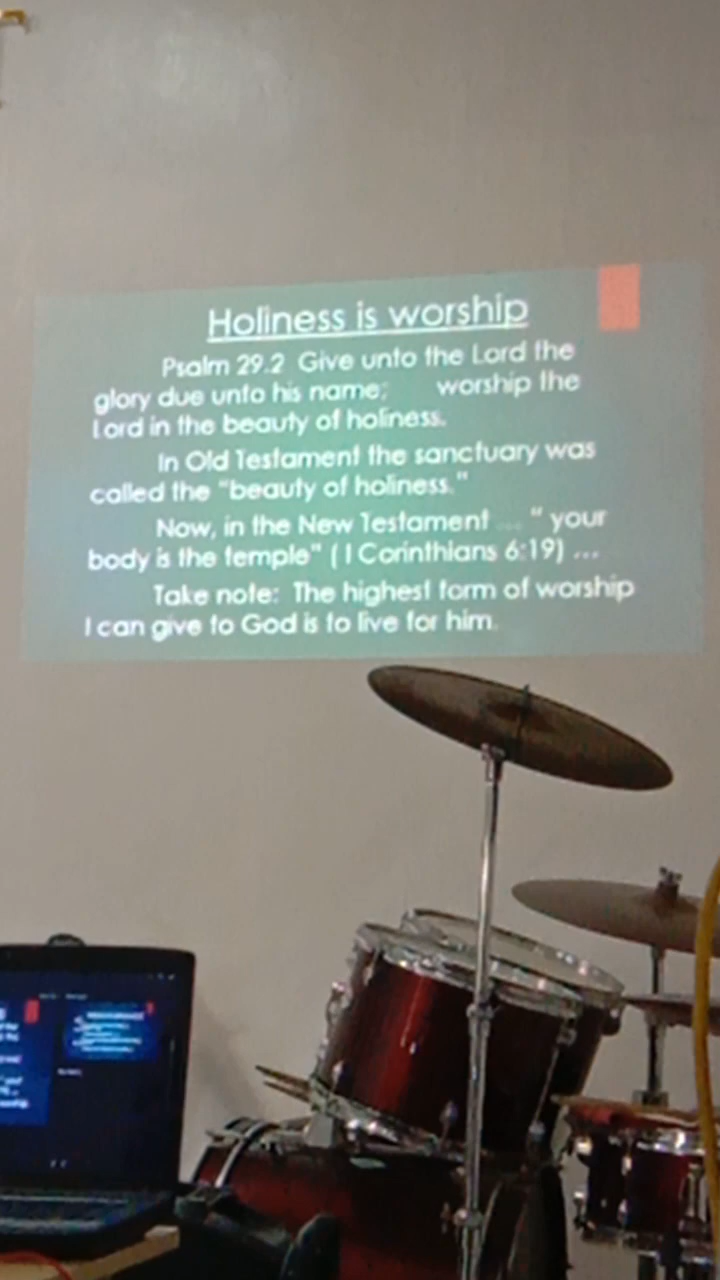 Holiness is worship
Psalm 29.2 Give unto the Lord the
glory due unto his name; worship the
Lord in the beauty of holiness.
In Old Testament the sanctuary was
called the "beauty of holiness."
Now, in the New Testament ... " your
body is the temple" ( I Corinthians 6:19) ...
Take note: The highest form of worship
I can give to God is to live for him.